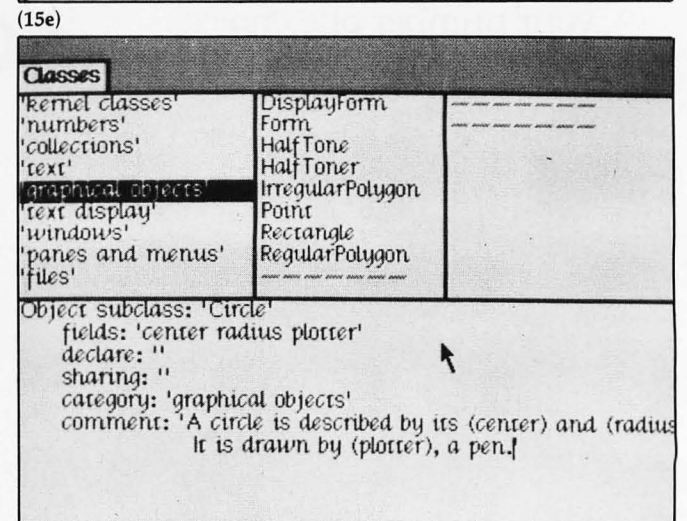 (15e)
Classes
'kernel classes'
'numbers'
'collections'
'text'
'graphical objects'
'text display'
'windows'
'panes and menus'
'files'
DisplayForm
Form
HalfTone
HalfToner
IrregularPolygon
Point
Rectangle
RegularPolygon
Object subclass: 'Circle'
fields: 'center radius plotter'
declare: ''
sharing: ''
category: 'graphical objects'
comment: 'A circle is described by its (center) and (radius
It is drawn by (plotter), a pen.